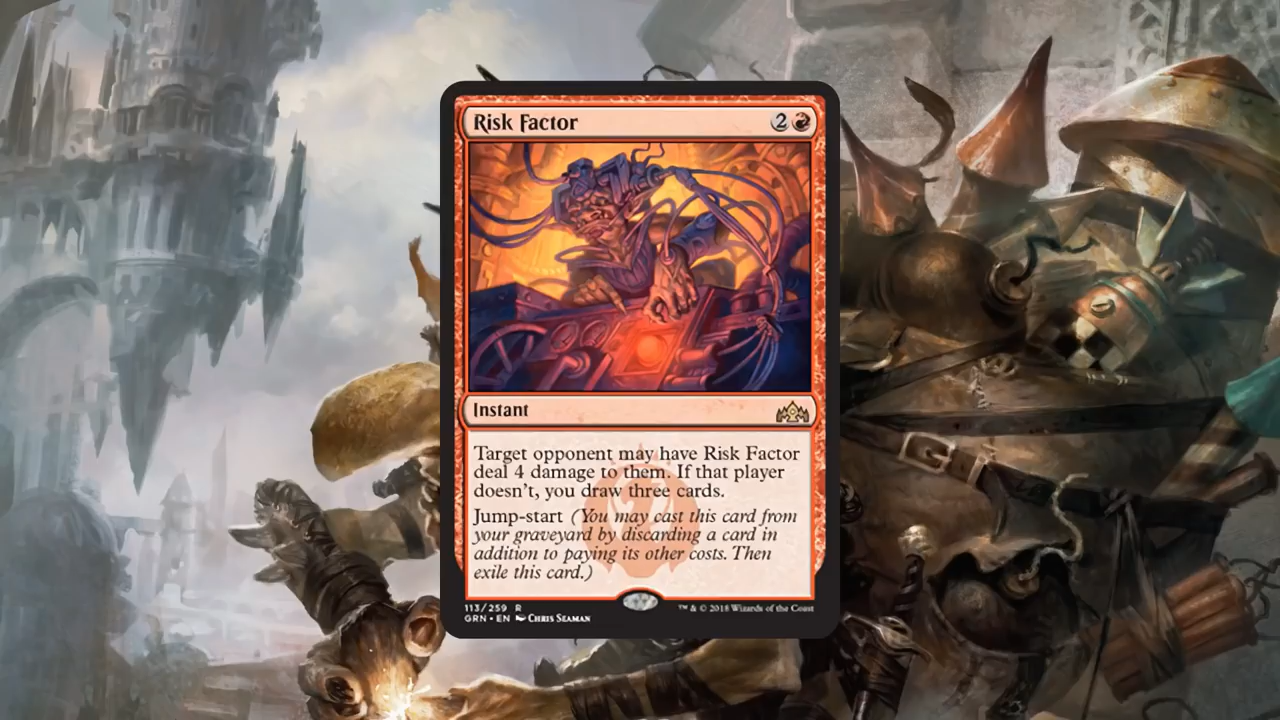 Risk Factor 2
Instant
Target opponent may have Risk Factor
deal 4 damage to them. If that player
doesn't, you draw three cards.
Jump-start (You may cast this card from
your graveyard by discarding a card in
addition to paying its other costs. Then
exile this card.)
113/259 R
GRN • EN Chris Seaman
™ & © 2018 Wizards of the Coast